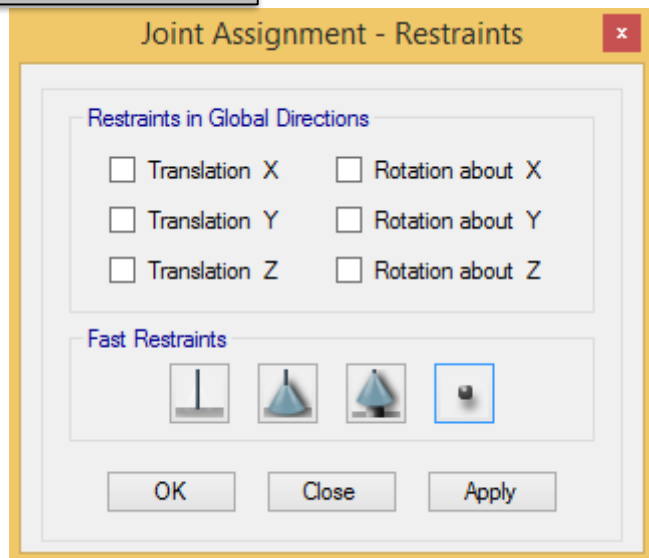 Joint Assignment - Restraints
x
Restraints in Global Directions
Translation X
Rotation about X
Translation Y
Rotation about Y
Translation Z
Rotation about Z
Fast Restraints
OK
Close
Apply